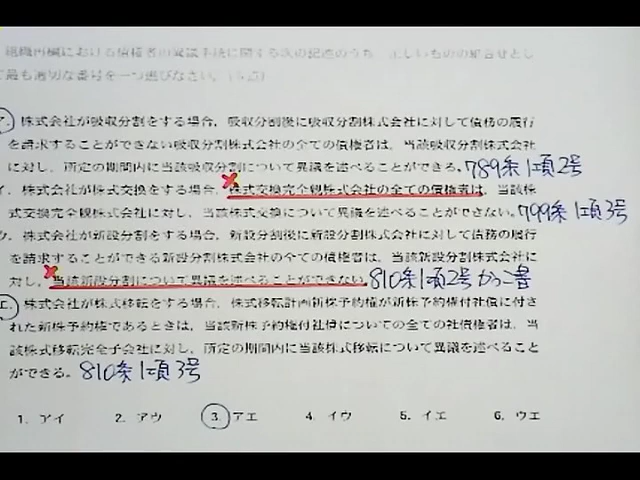 組織再編における債権者の異議手続に関する次の記述のうち，正しいものの組合せとし
て最も適切な番号を一つ選びなさい。
ア．株式会社が吸収分割をする場合，吸収分割後に吸収分割株式会社に対して債務の履行
を請求することができない吸収分割株式会社の全ての債権者は，当該吸収分割株式会社
に対し，所定の期間内に当該吸収分割について異議を述べることができる。789条1項2号
イ．株式会社が株式交換をする場合，株式交換完全親株式会社の全ての債権者は，当該株
式交換完全親株式会社に対し，当該株式交換について異議を述べることができない。799条1項3号
ウ．株式会社が新設分割をする場合，新設分割後に新設分割株式会社に対して債務の履行
を請求することができる新設分割株式会社の全ての債権者は，当該新設分割株式会社に
対し，当該新設分割について異議を述べることができない。810条1項2号かっこ書
エ．株式会社が株式移転をする場合，株式移転計画新株予約権が新株予約権付社債に付さ
れた新株予約権であるときは，当該新株予約権付社債についての全ての社債権者は，当
該株式移転完全子会社に対し，所定の期間内に当該株式移転について異議を述べること
ができる。810条1項3号
1．アイ 2．アウ 3．アエ 4．イウ 5．イエ 6．ウエ